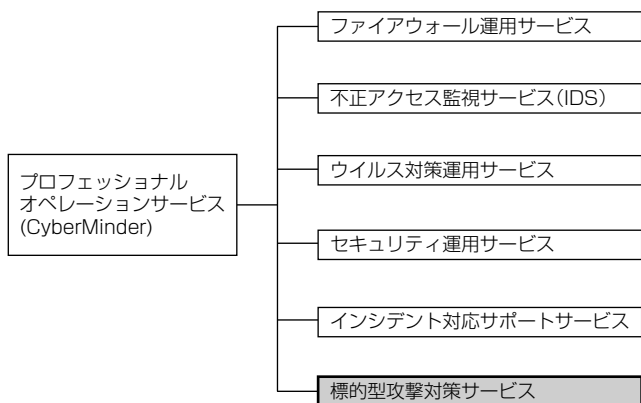 ファイアウォール運用サービス
不正アクセス監視サービス(IDS)
ウイルス対策運用サービス
プロフェッショナル
オペレーションサービス
(CyberMinder)
セキュリティ運用サービス
インシデント対応サポートサービス
標的型攻撃対策サービス